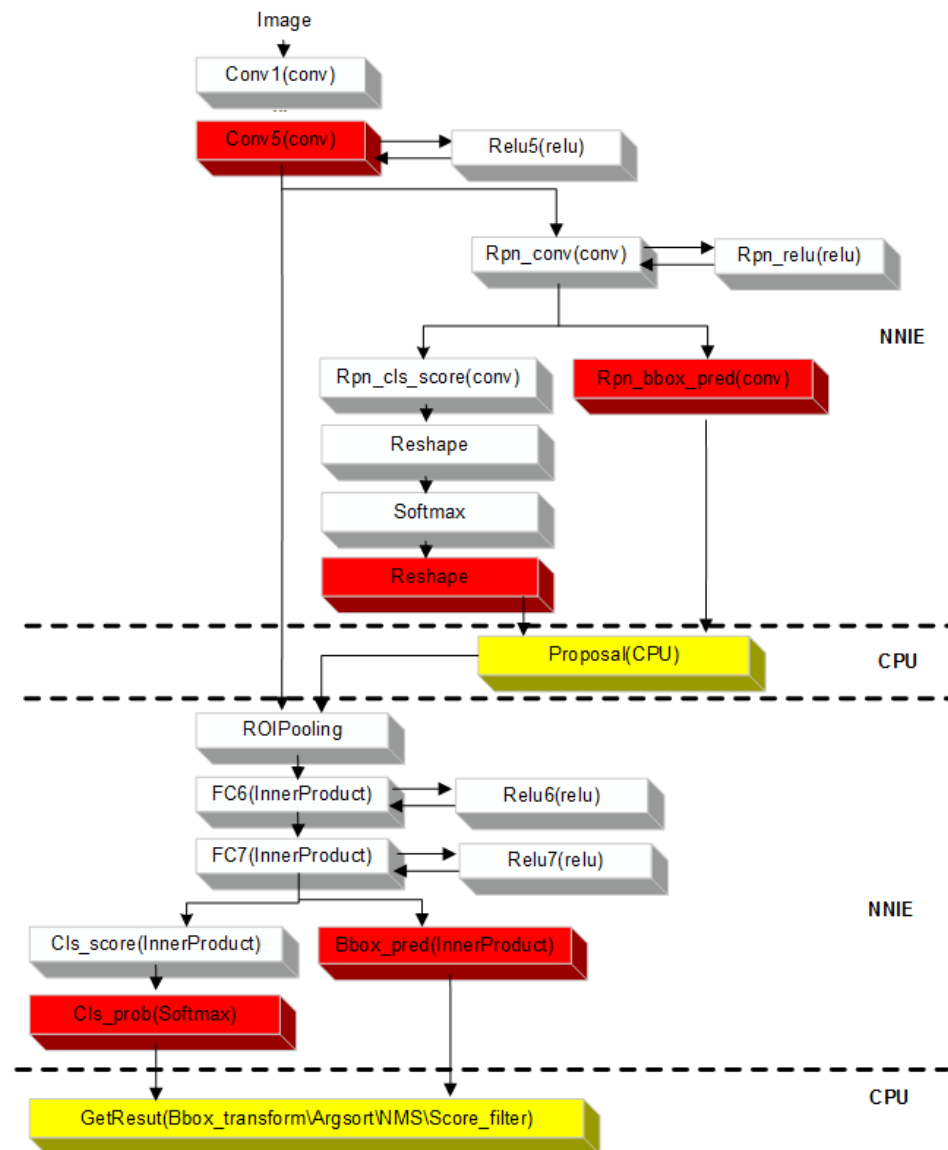 Image
Conv1(conv)
..
Conv5(conv)
Relu5(relu)
Rpn_conv(conv)
Rpn_relu(relu)
NNIE
Rpn_cls_score(conv)
Rpn_bbox_pred(conv)
Reshape
Softmax
Reshape
Proposal(CPU)
CPU
ROIPooling
FC6(InnerProduct)
Relu6(relu)
FC7(InnerProduct)
Relu7(relu)
NNIE
Cls_score(InnerProduct)
Bbox_pred(InnerProduct)
Cls_prob(Softmax)
CPU
GetResut(Bbox_transform\Argsort\NMS\Score_filter)